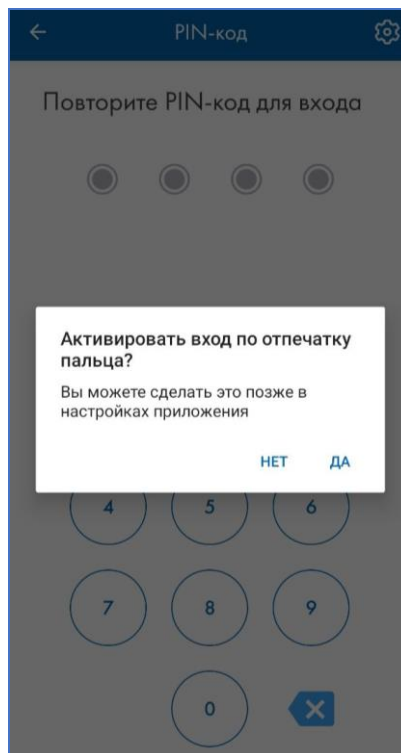 PIN-код
Повторите PIN-код для входа
Активировать вход по отпечатку
пальца?
Вы можете сделать это позже в
настройках приложения
НЕТ ДА
4 5 6
7 8 9
0